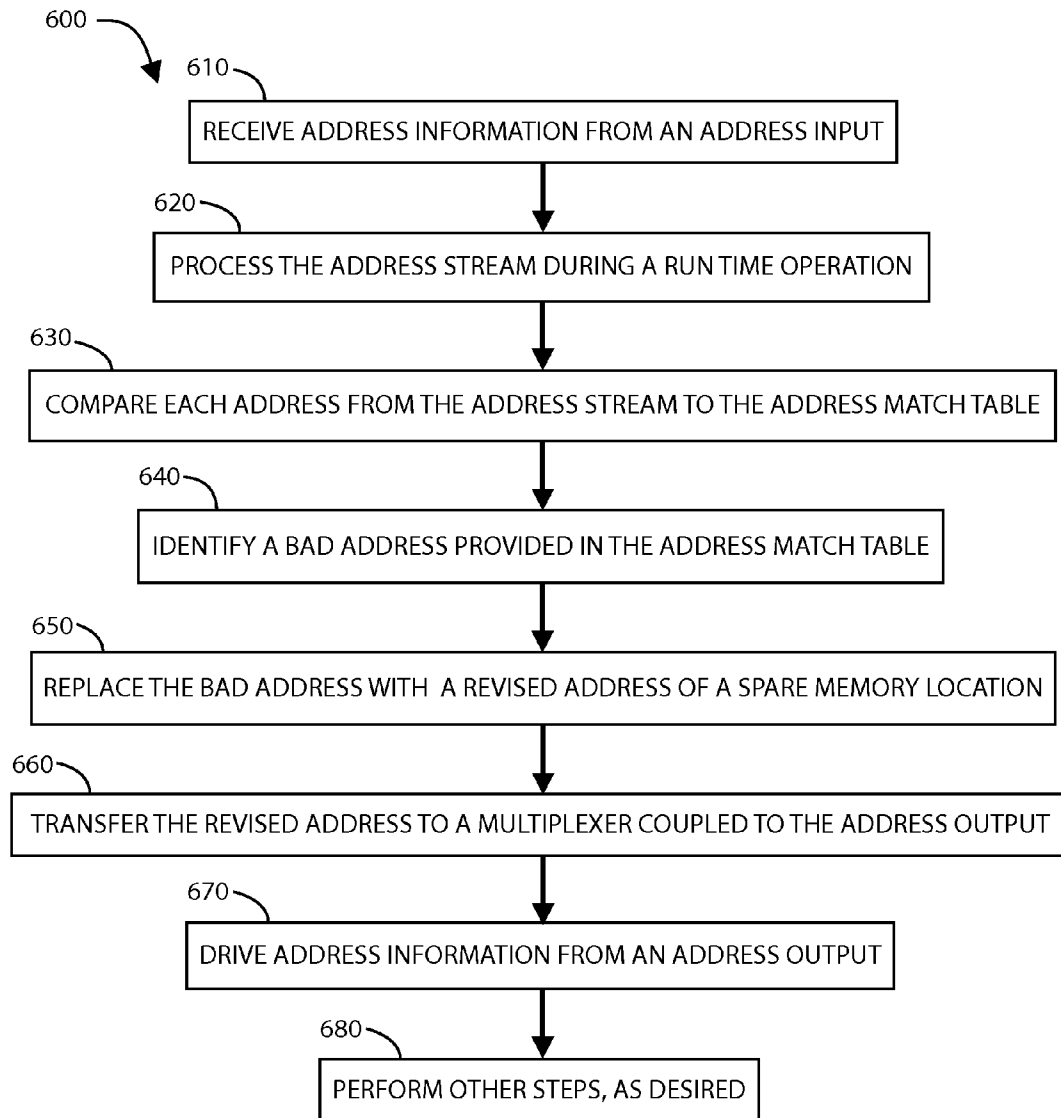 600
610
RECEIVE ADDRESS INFORMATION FROM AN ADDRESS INPUT
620
PROCESS THE ADDRESS STREAM DURING A RUN TIME OPERATION
630
COMPARE EACH ADDRESS FROM THE ADDRESS STREAM TO THE ADDRESS MATCH TABLE
640
IDENTIFY A BAD ADDRESS PROVIDED IN THE ADDRESS MATCH TABLE
650
REPLACE THE BAD ADDRESS WITH A REVISED ADDRESS OF A SPARE MEMORY LOCATION
660
TRANSFER THE REVISED ADDRESS TO A MULTIPLEXER COUPLED TO THE ADDRESS OUTPUT
670
DRIVE ADDRESS INFORMATION FROM AN ADDRESS OUTPUT
680
PERFORM OTHER STEPS, AS DESIRED